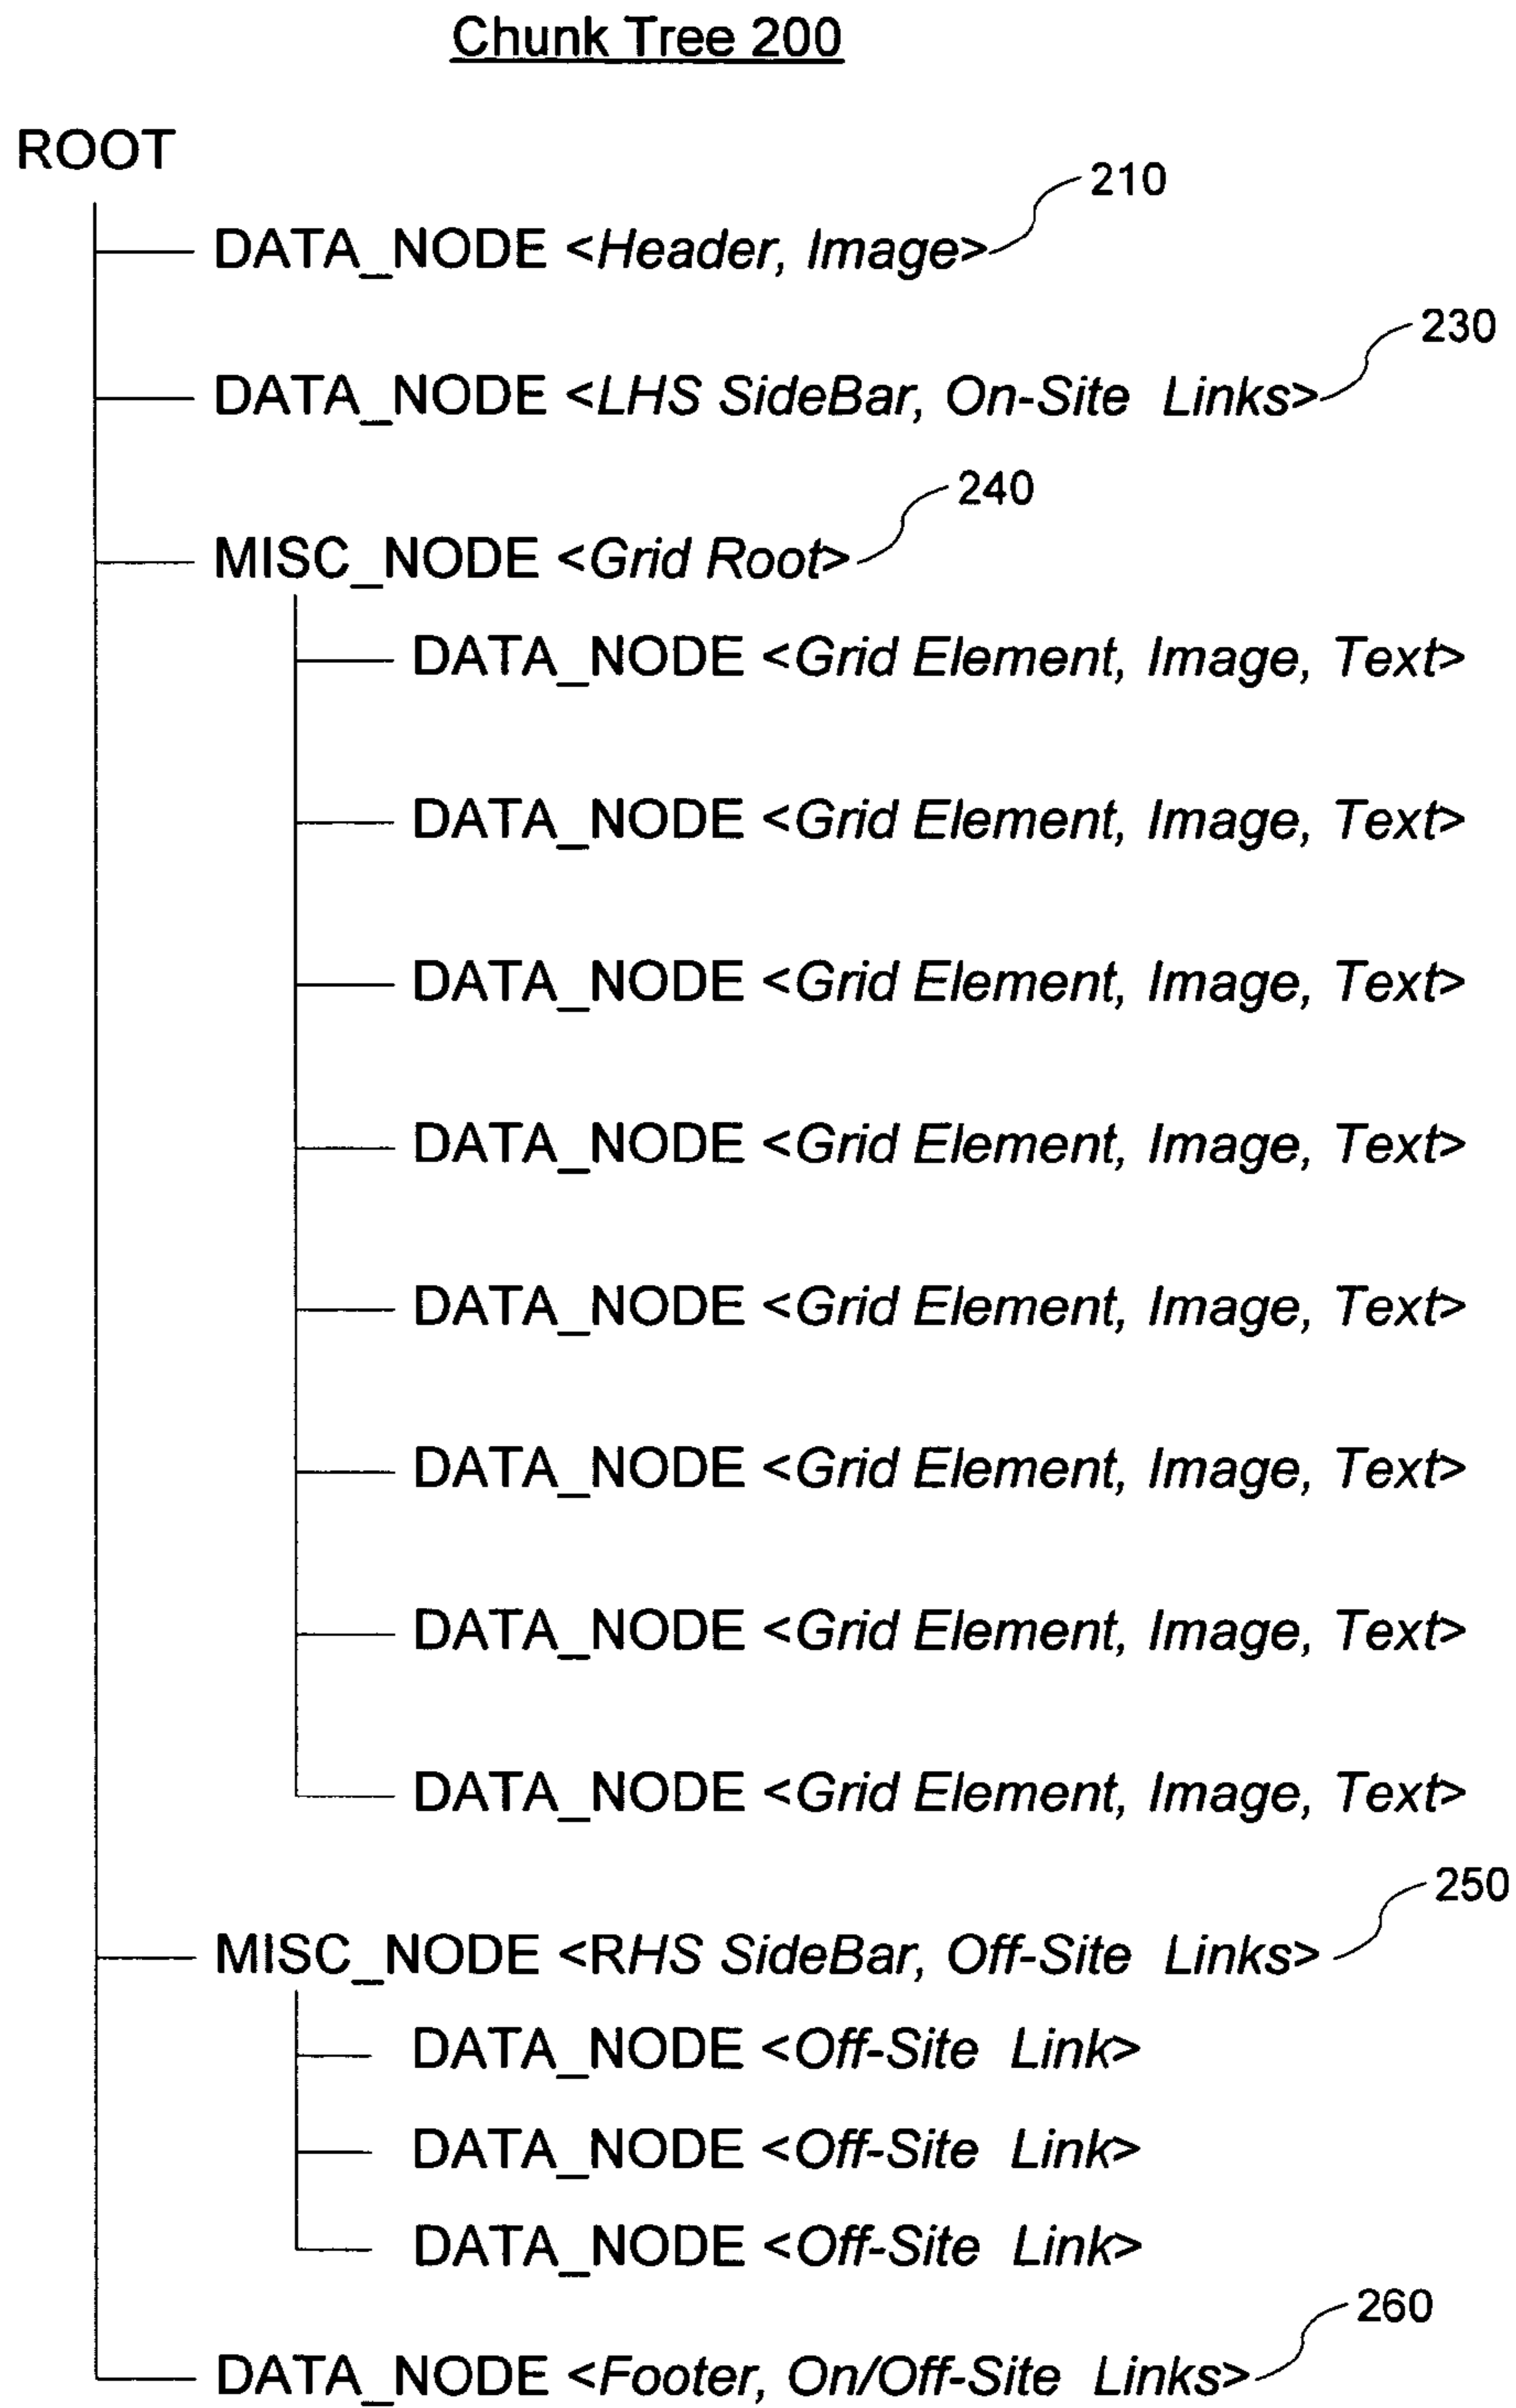 Chunk Tree 200
ROOT
210
DATA_NODE <Header, Image>
230
DATA_NODE <LHS SideBar, On-Site Links>
240
MISC_NODE <Grid Root>
DATA_NODE <Grid Element, Image, Text>
DATA_NODE <Grid Element, Image, Text>
DATA_NODE <Grid Element, Image, Text>
DATA_NODE <Grid Element, Image, Text>
DATA_NODE <Grid Element, Image, Text>
DATA_NODE <Grid Element, Image, Text>
DATA_NODE <Grid Element, Image, Text>
DATA_NODE <Grid Element, Image, Text>
250
MISC_NODE <RHS SideBar, Off-Site Links>
DATA_NODE <Off-Site Link>
DATA_NODE <Off-Site Link>
DATA_NODE <Off-Site Link>
260
DATA_NODE <Footer, On/Off-Site Links>